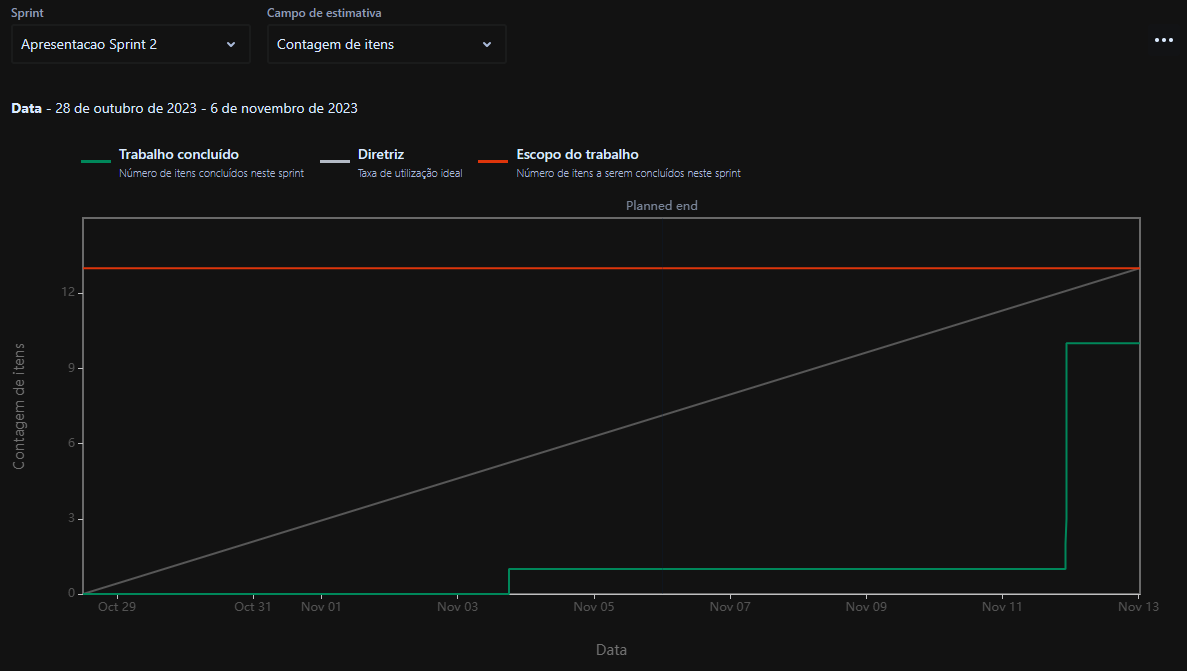 Sprint
Campo de estimativa
Apresentacao Sprint 2
Contagem de itens
Data - 28 de outubro de 2023 - 6 de novembro de 2023
Trabalho concluído
Número de itens concluídos neste sprint
Diretriz
Taxa de utilização ideal
Escopo do trabalho
Número de itens a serem concluídos neste sprint
Planned end
Contagem de itens
12
9
6
3
0
Oct 29
Oct 31
Nov 01
Nov 03
Nov 05
Nov 07
Nov 09
Nov 11
Nov 13
Data